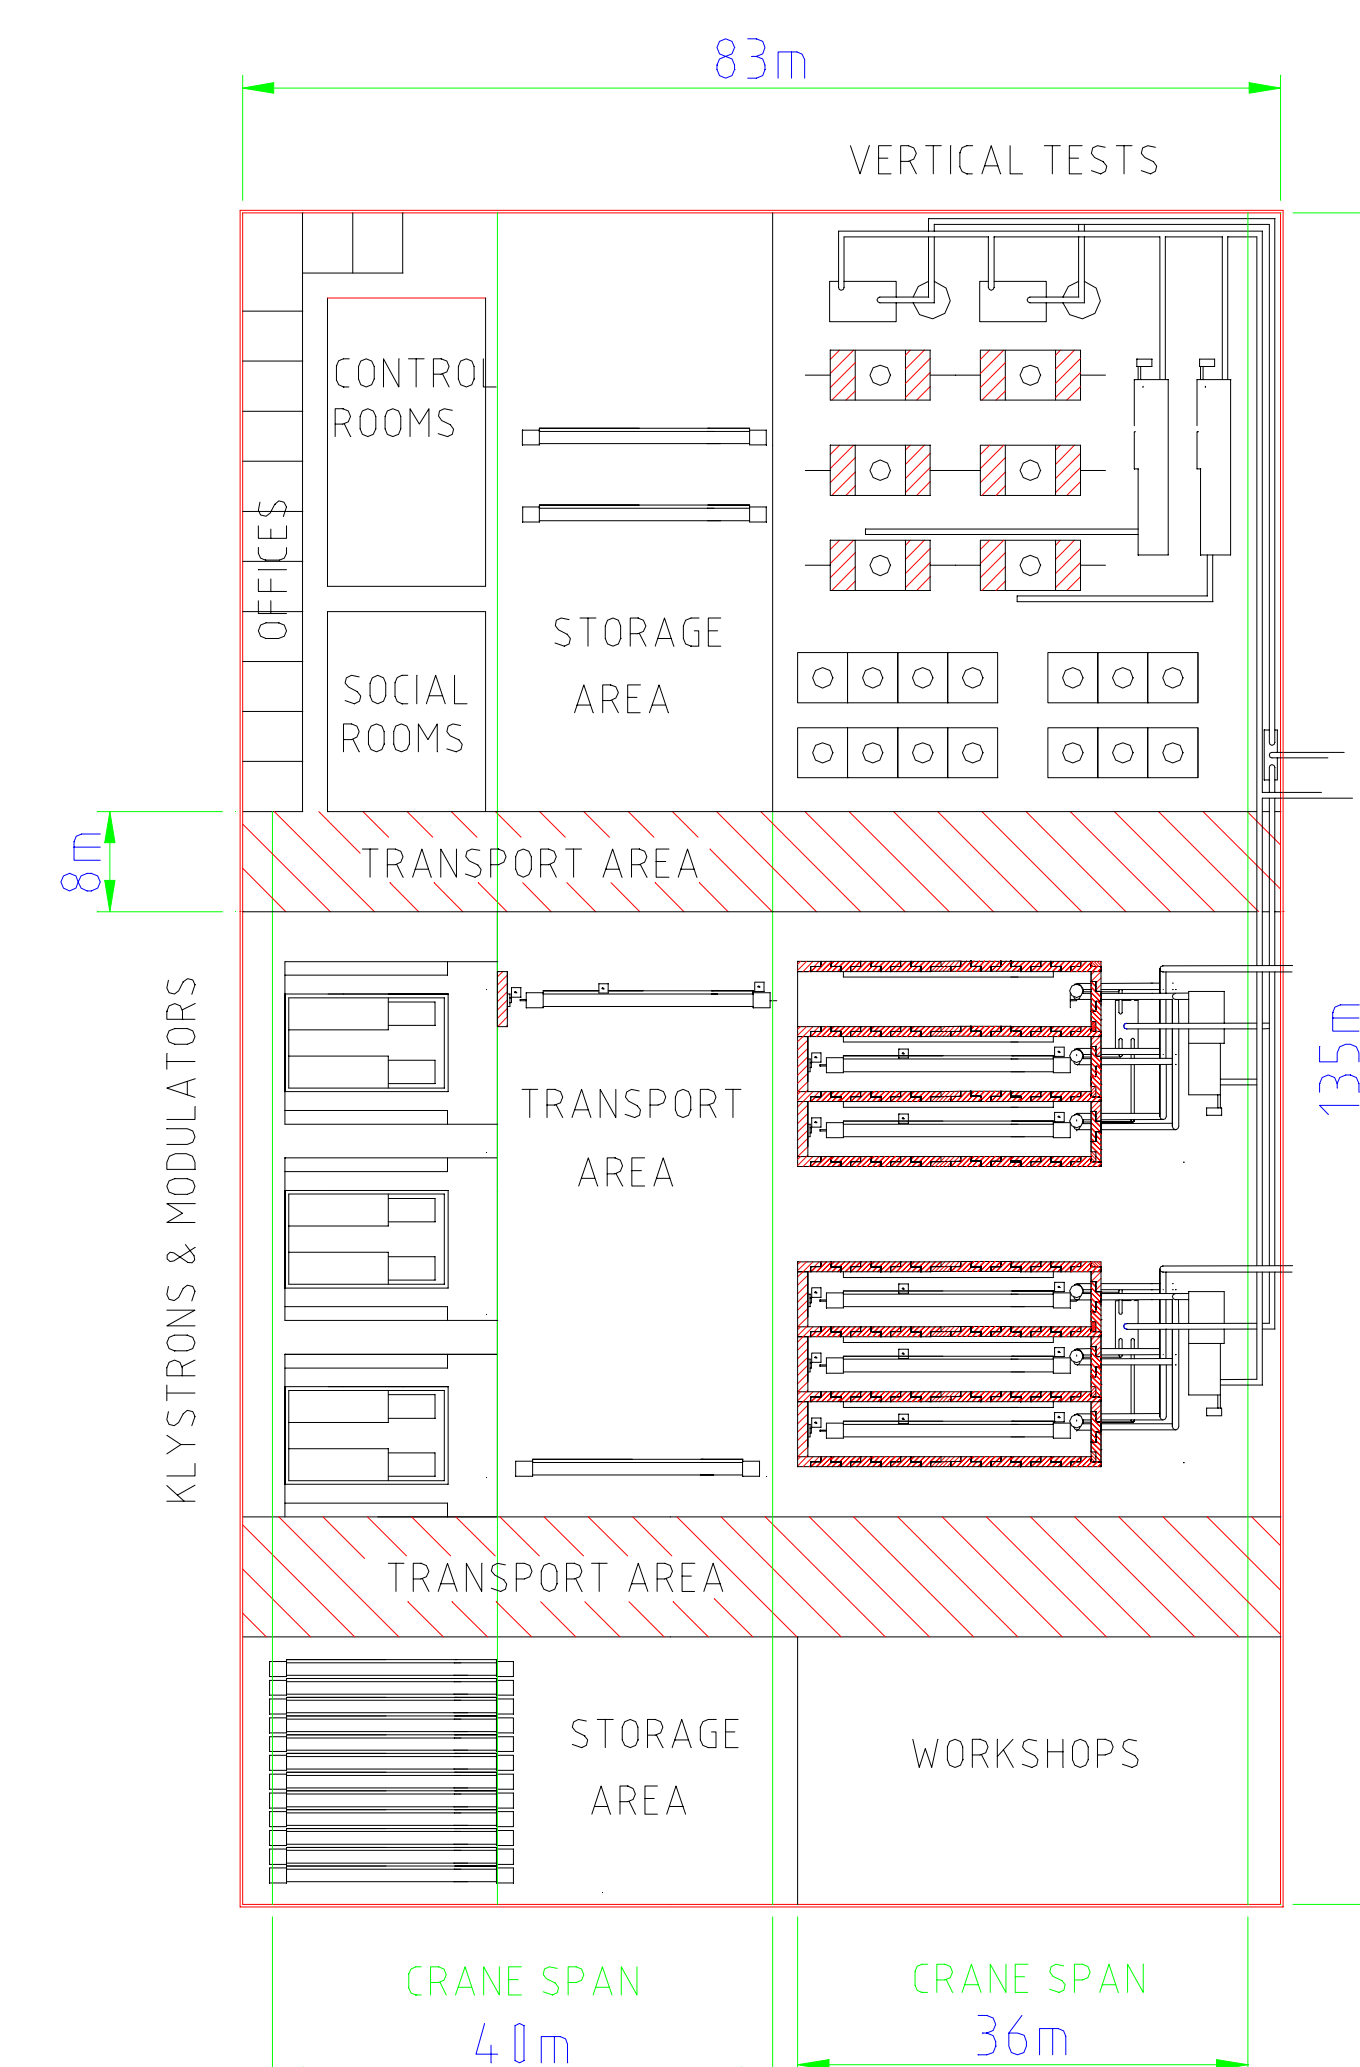 83m
VERTICAL TESTS
CONTROL
ROOMS
OFFICES
STORAGE
AREA
SOCIAL
ROOMS
8m
TRANSPORT AREA
KLYSTRONS & MODULATORS
TRANSPORT
AREA
135m
TRANSPORT AREA
STORAGE
AREA
WORKSHOPS
CRANE SPAN
40m
CRANE SPAN
36m